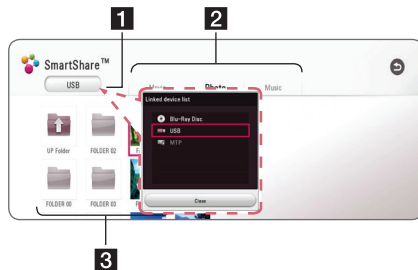 1
2
SmartShare™
USB
Photo
Music
Linked device list
Blu-Ray Disc
USB
MTP
UP Folder
FOLDER 02
Close
FOLDER 00
FOLDER 03
3